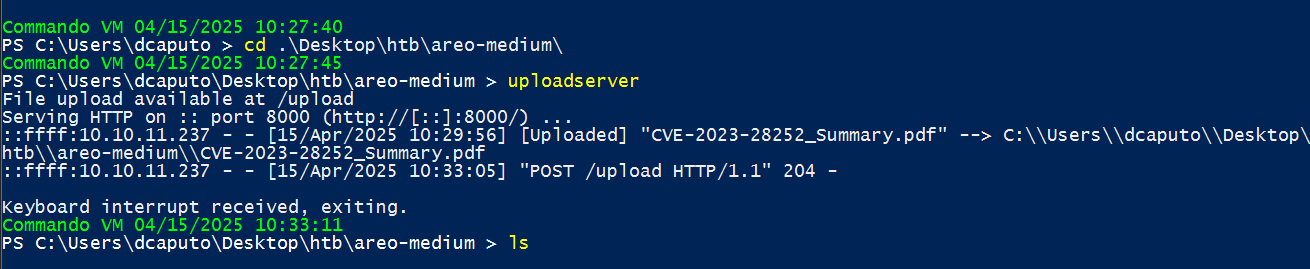 Commando VM 04/15/2025 10:27:40
PS C:\Users\dcaputo > cd .\Desktop\htb\areo-medium\
Commando VM 04/15/2025 10:27:45
PS C:\Users\dcaputo\Desktop\htb\areo-medium > uploadserver
File upload available at /upload
Serving HTTP on :: port 8000 (http://[::]:8000/) ...
::ffff:10.10.11.237 - - [15/Apr/2025 10:29:56] [Uploaded] "CVE-2023-28252_Summary.pdf" --> C:\\Users\\dcaputo\\Desktop\
htb\\areo-medium\\CVE-2023-28252_Summary.pdf
::ffff:10.10.11.237 - - [15/Apr/2025 10:33:05] "POST /upload HTTP/1.1" 204 -
Keyboard interrupt received, exiting.
Commando VM 04/15/2025 10:33:11
PS C:\Users\dcaputo\Desktop\htb\areo-medium > ls